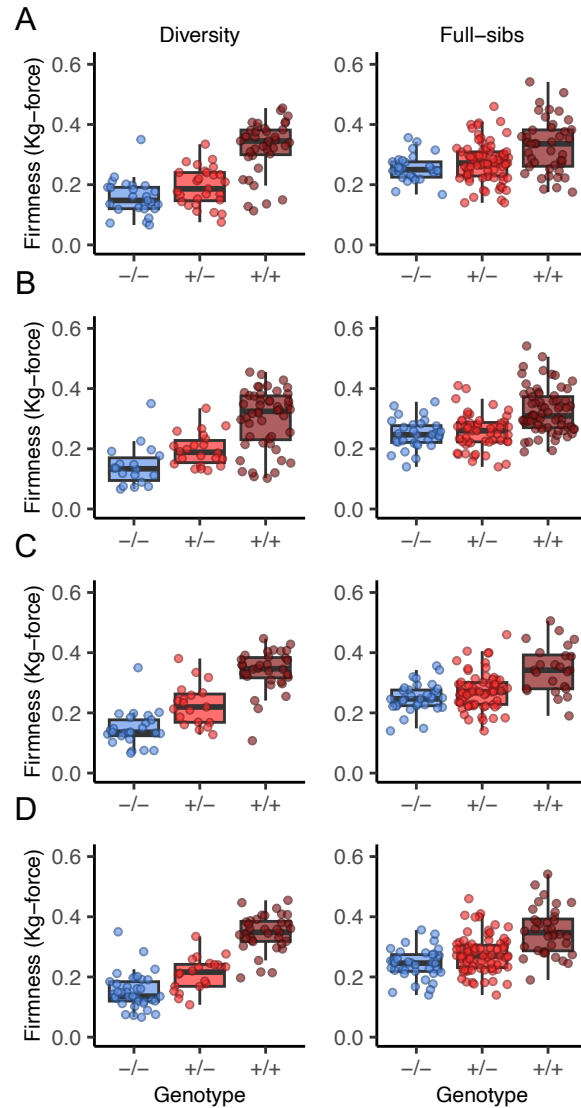 A
Diversity Full−sibs
Firmness (Kg−force)
0.6
0.4
0.2
0.0
−/− +/− +/+ −/− +/− +/+
B
Firmness (Kg−force)
0.6
0.4
0.2
0.0
−/− +/− +/+ −/− +/− +/+
C
Firmness (Kg−force)
0.6
0.4
0.2
0.0
−/− +/− +/+ −/− +/− +/+
D
Firmness (Kg−force)
0.6
0.4
0.2
0.0
−/− +/− +/+ −/− +/− +/+
Genotype Genotype